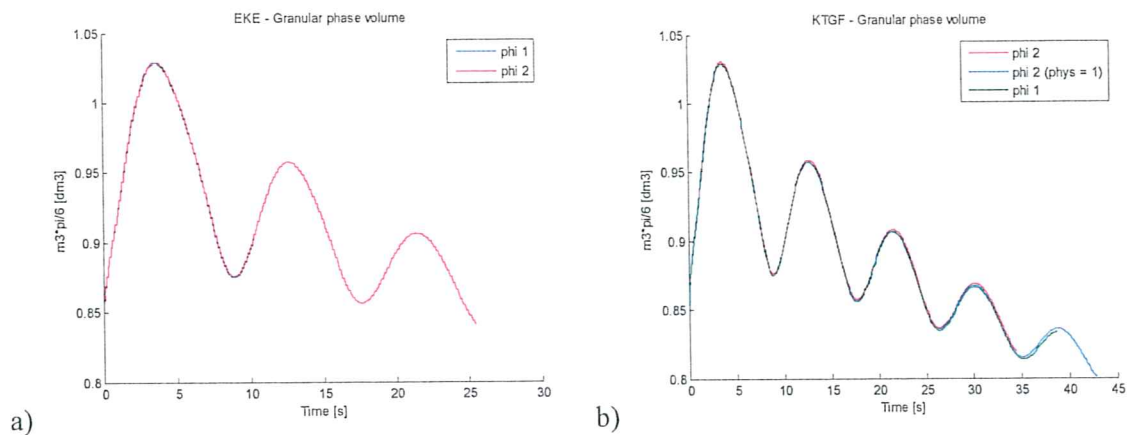 EKE - Granular phase volume
1.05
1
0.95
0.9
0.85
0.8
m3*pi/6 [dm3]
phi 1
phi 2
0 5 10 15 20 25 30
Time [s]
a)
KTGF - Granular phase volume
1.05
1
0.95
0.9
0.85
0.8
m3*pi/6 [dm3]
phi 2
phi 2 (phys = 1)
phi 1
0 5 10 15 20 25 30 35 40 45
Time [s]
b)